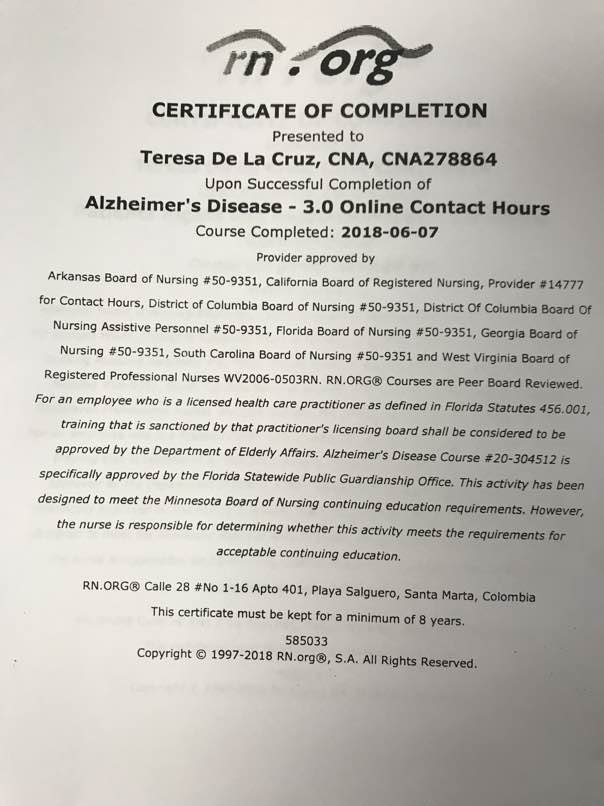 rn.org
CERTIFICATE OF COMPLETION
Presented to
Teresa De La Cruz, CNA, CNA278864
Upon Successful Completion of
Alzheimer's Disease - 3.0 Online Contact Hours
Course Completed: 2018-06-07
Provider approved by
Arkansas Board of Nursing #50-9351, California Board of Registered Nursing, Provider #14777
for Contact Hours, District of Columbia Board of Nursing #50-9351, District Of Columbia Board Of
Nursing Assistive Personnel #50-9351, Florida Board of Nursing #50-9351, Georgia Board of
Nursing #50-9351, South Carolina Board of Nursing #50-9351 and West Virginia Board of
Registered Professional Nurses WV2006-0503RN. RN.ORG® Courses are Peer Board Reviewed.
For an employee who is a licensed health care practitioner as defined in Florida Statutes 456.001,
training that is sanctioned by that practitioner's licensing board shall be considered to be
approved by the Department of Elderly Affairs. Alzheimer's Disease Course #20-304512 is
specifically approved by the Florida Statewide Public Guardianship Office. This activity has been
designed to meet the Minnesota Board of Nursing continuing education requirements. However,
the nurse is responsible for determining whether this activity meets the requirements for
acceptable continuing education.
RN.ORG® Calle 28 #No 1-16 Apto 401, Playa Salguero, Santa Marta, Colombia
This certificate must be kept for a minimum of 8 years.
585033
Copyright © 1997-2018 RN.org®, S.A. All Rights Reserved.